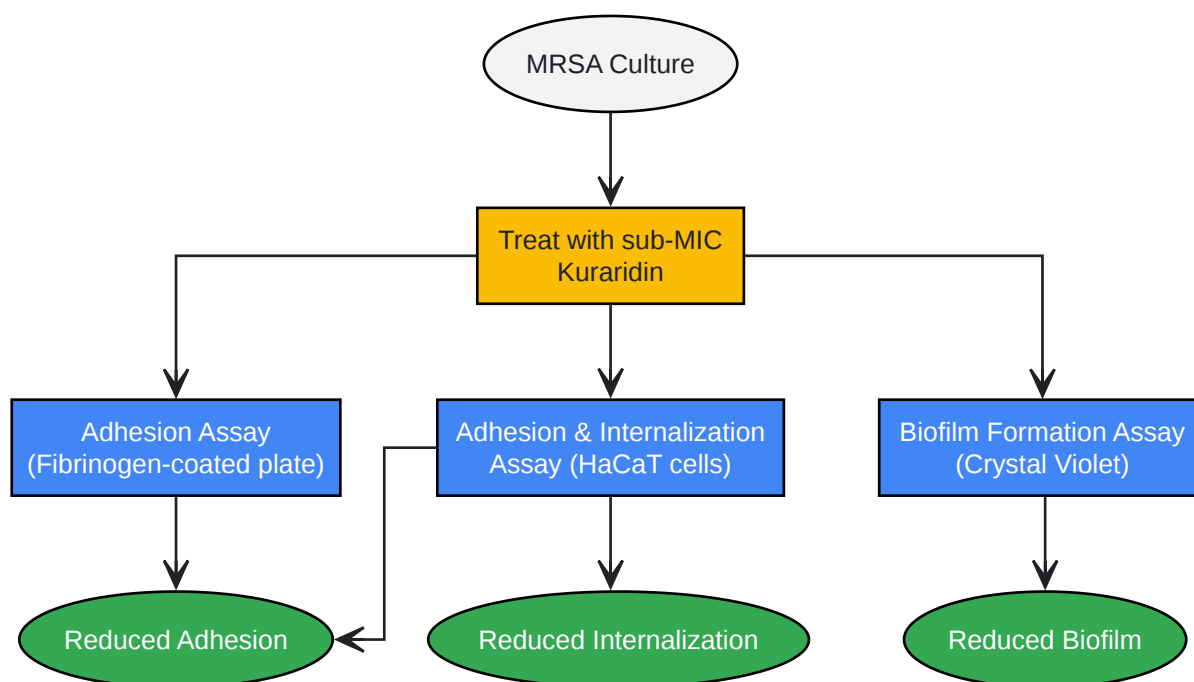 MRSA Culture
Treat with sub-MIC
Kuraridin
Adhesion Assay
(Fibrinogen-coated plate)
Adhesion & Internalization
Assay (HaCaT cells)
Biofilm Formation Assay
(Crystal Violet)
Reduced Adhesion
Reduced Internalization
Reduced Biofilm